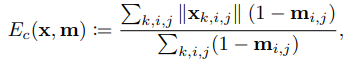 E_c(𝐱, 𝐦) ≔ \frac{\sum_{k,i,j} \|𝐱_{k,i,j}\| (1 − 𝐦_{i,j})}{\sum_{k,i,j} (1 − 𝐦_{i,j})},